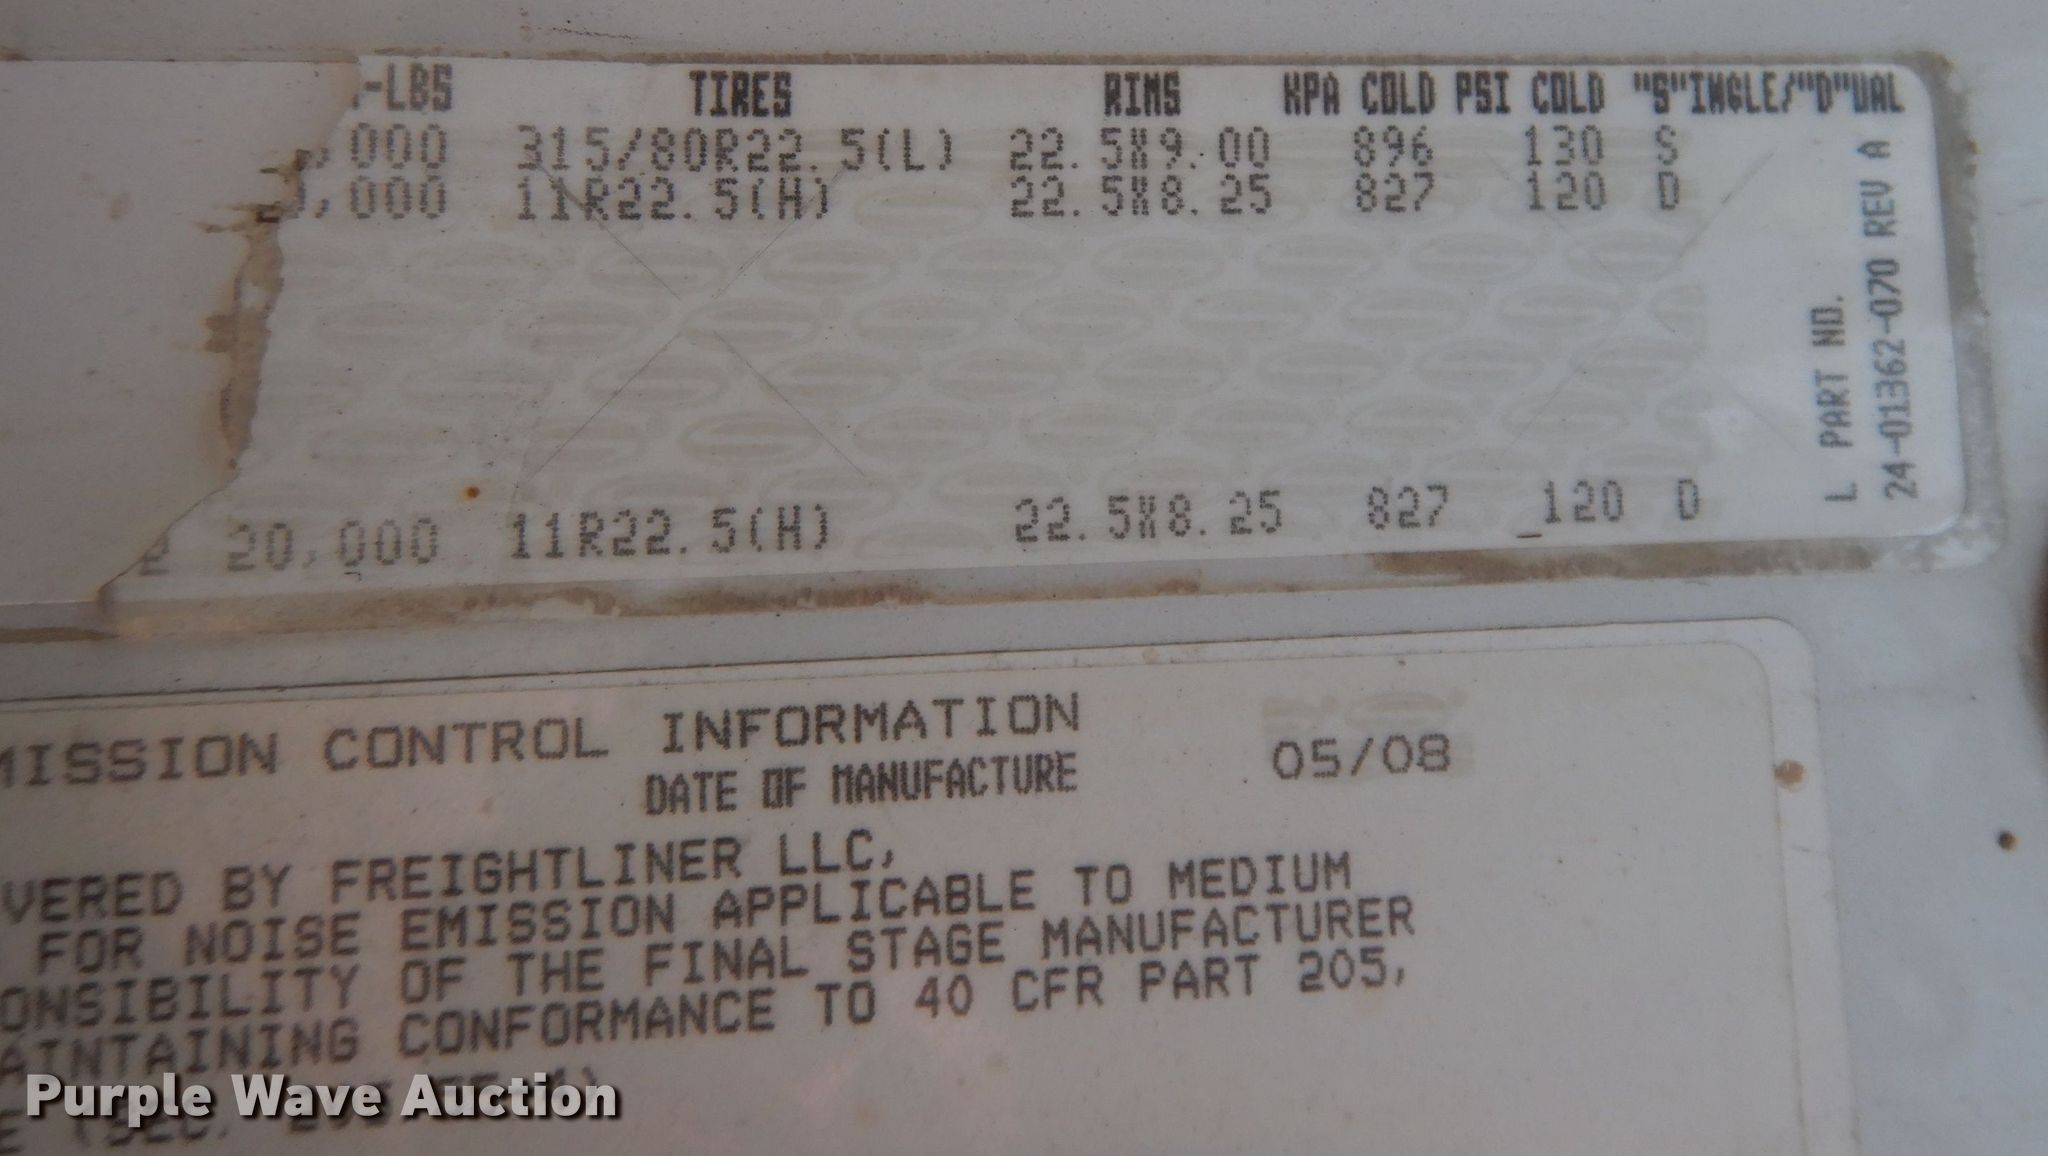 -LBS TIRES RIMS KPA COLD PSI COLD "S"INGLE/"D"UAL
,000 315/80R22.5(L) 22.5X9.00 896 130 S
,000 11R22.5(H) 22.5X8.25 827 120 D
20,000 11R22.5(H) 22.5X8.25 827 120 D
L PART NO.
24-01362-070 REV A
MISSION CONTROL INFORMATION
DATE OF MANUFACTURE 05/08
VERED BY FREIGHTLINER LLC,
FOR NOISE EMISSION APPLICABLE TO MEDIUM
ONSIBILITY OF THE FINAL STAGE MANUFACTURER
AINTAINING CONFORMANCE TO 40 CFR PART 205,
Purple Wave Auction